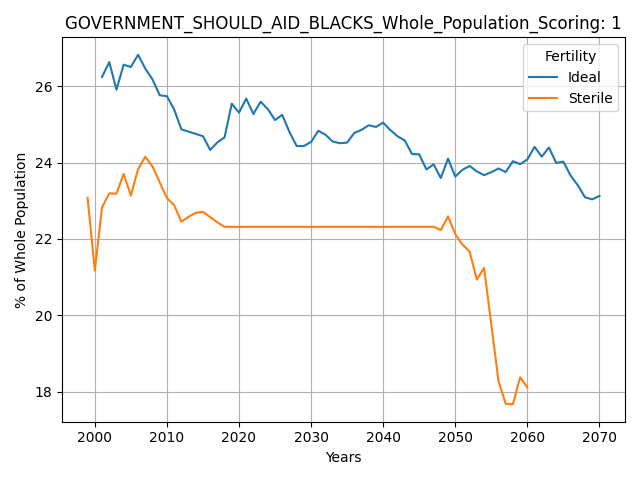 GOVERNMENT_SHOULD_AID_BLACKS_Whole_Population_Scoring: 1
Fertility
Ideal
Sterile
% of Whole Population
26
24
22
20
18
2000 2010 2020 2030 2040 2050 2060 2070
Years